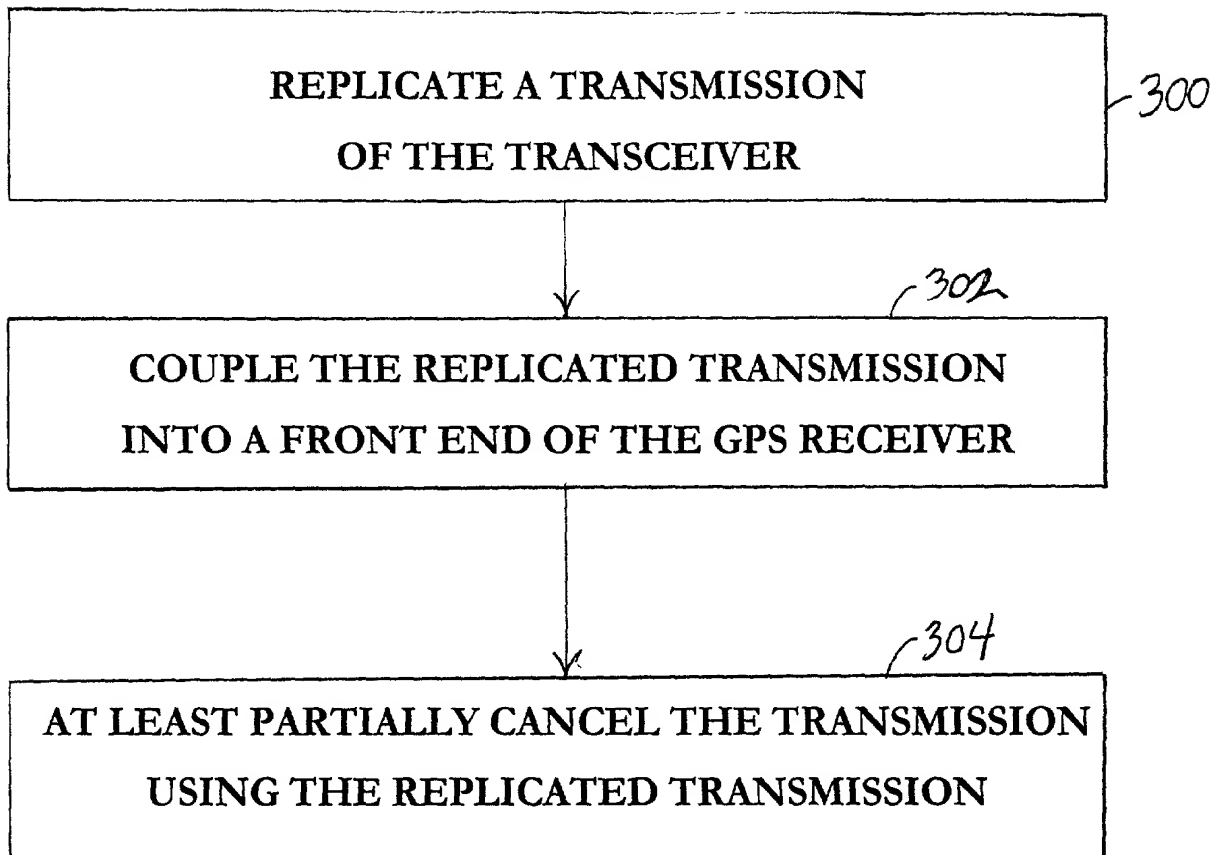 REPLICATE A TRANSMISSION
OF THE TRANSCEIVER
300
302
COUPLE THE REPLICATED TRANSMISSION
INTO A FRONT END OF THE GPS RECEIVER
304
AT LEAST PARTIALLY CANCEL THE TRANSMISSION
USING THE REPLICATED TRANSMISSION